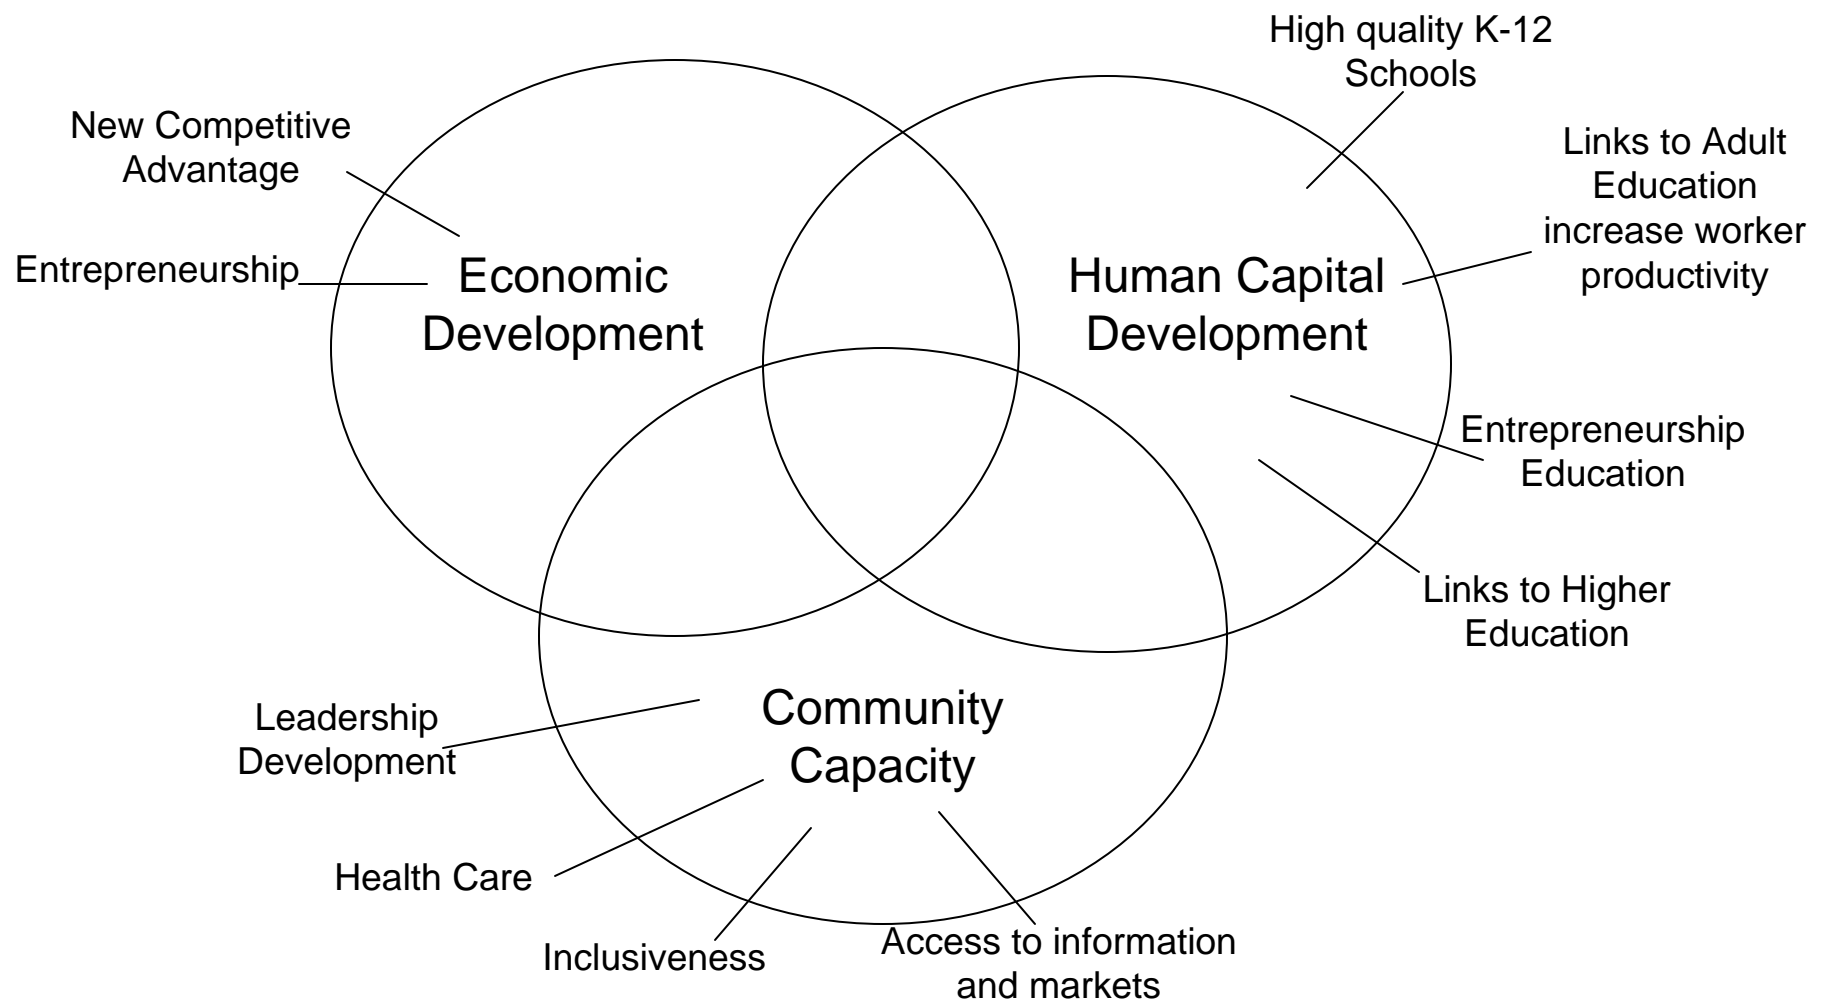 High quality K-12
Schools
New Competitive
Advantage
Links to Adult
Education
increase worker
productivity
Entrepreneurship
Economic
Development
Human Capital
Development
Entrepreneurship
Education
Links to Higher
Education
Leadership
Development
Community
Capacity
Health Care
Inclusiveness
Access to information
and markets